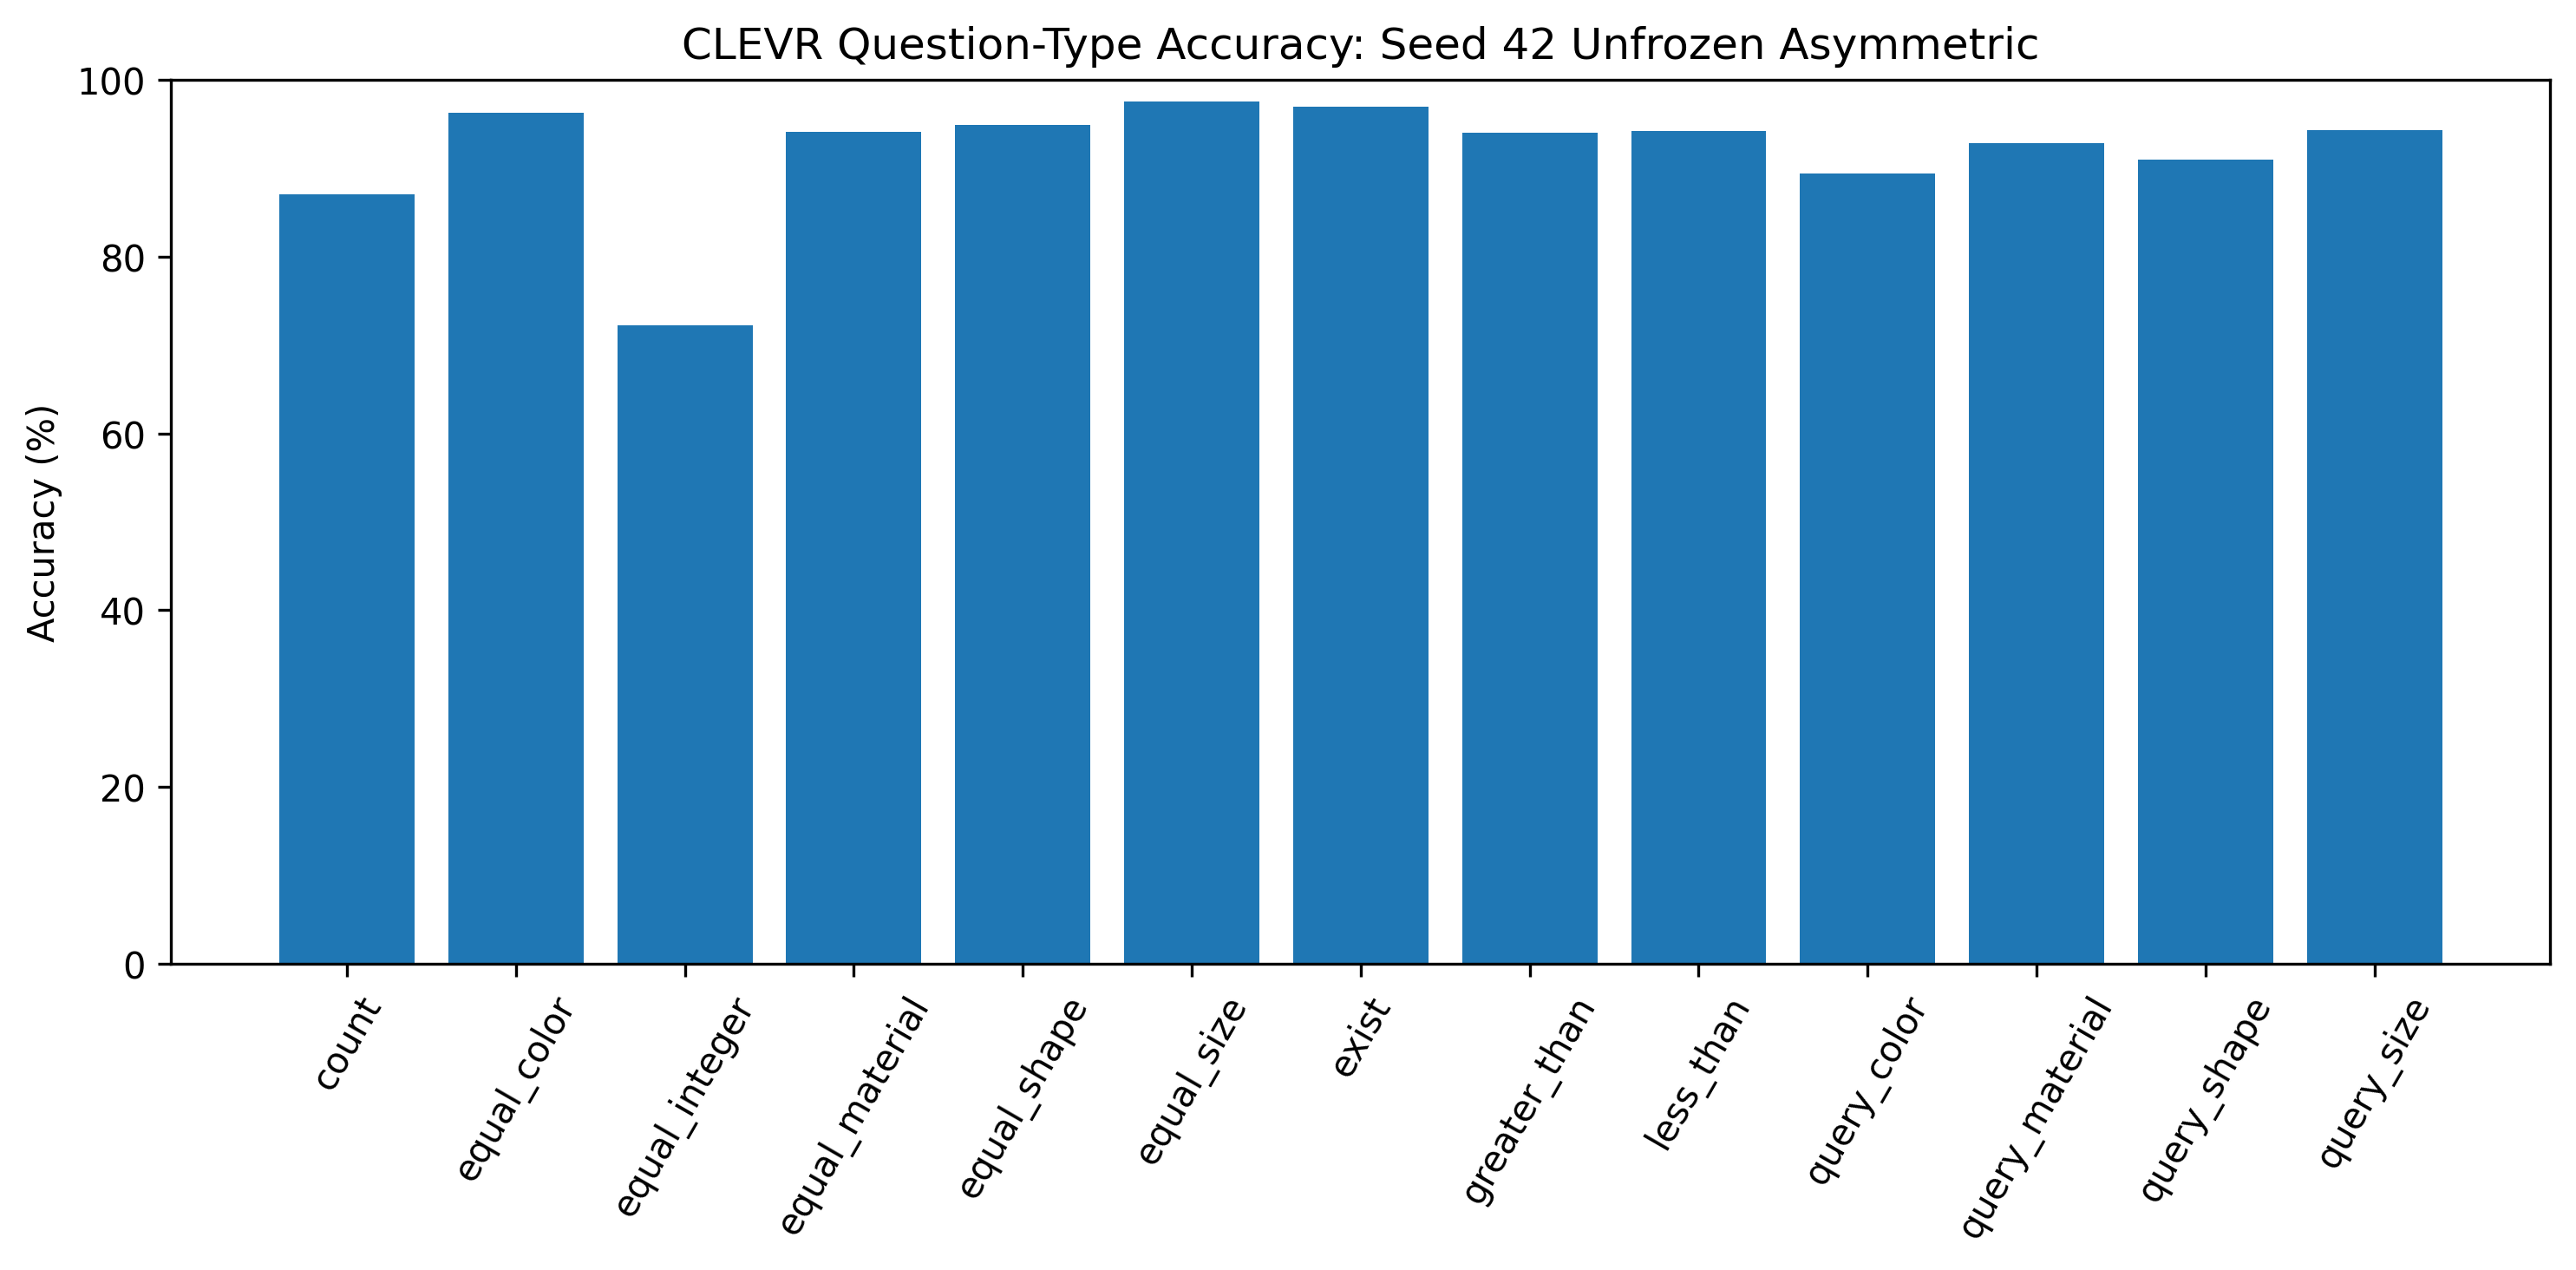 CLEVR Question-Type Accuracy: Seed 42 Unfrozen Asymmetric
Accuracy (%)
100
80
60
40
20
0
count
equal_color
equal_integer
equal_material
equal_shape
equal_size
exist
greater_than
less_than
query_color
query_material
query_shape
query_size